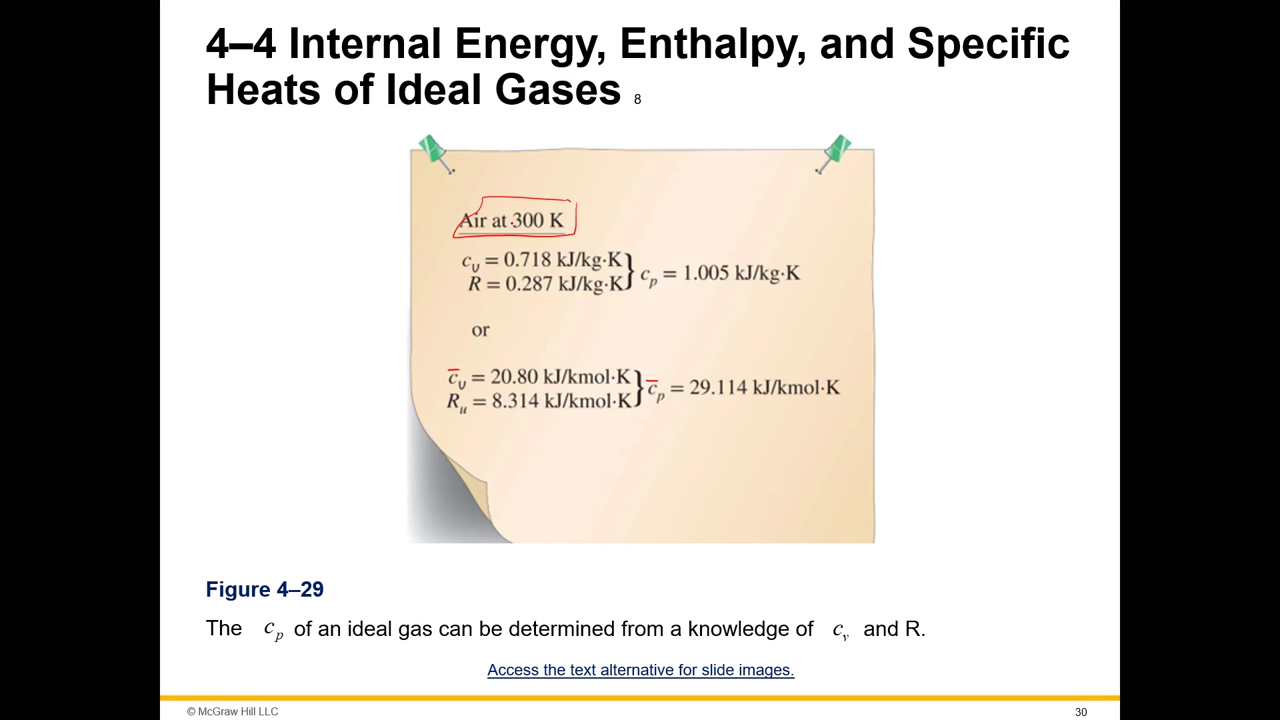 4–4 Internal Energy, Enthalpy, and Specific
Heats of Ideal Gases 8
Air at 300 K
cᵥ = 0.718 kJ/kg·K
R = 0.287 kJ/kg·K } cₚ = 1.005 kJ/kg·K
or
c̅ᵥ = 20.80 kJ/kmol·K
Rᵤ = 8.314 kJ/kmol·K } c̅ₚ = 29.114 kJ/kmol·K
Figure 4–29
The cₚ of an ideal gas can be determined from a knowledge of cᵥ and R.
Access the text alternative for slide images.
© McGraw Hill LLC 30